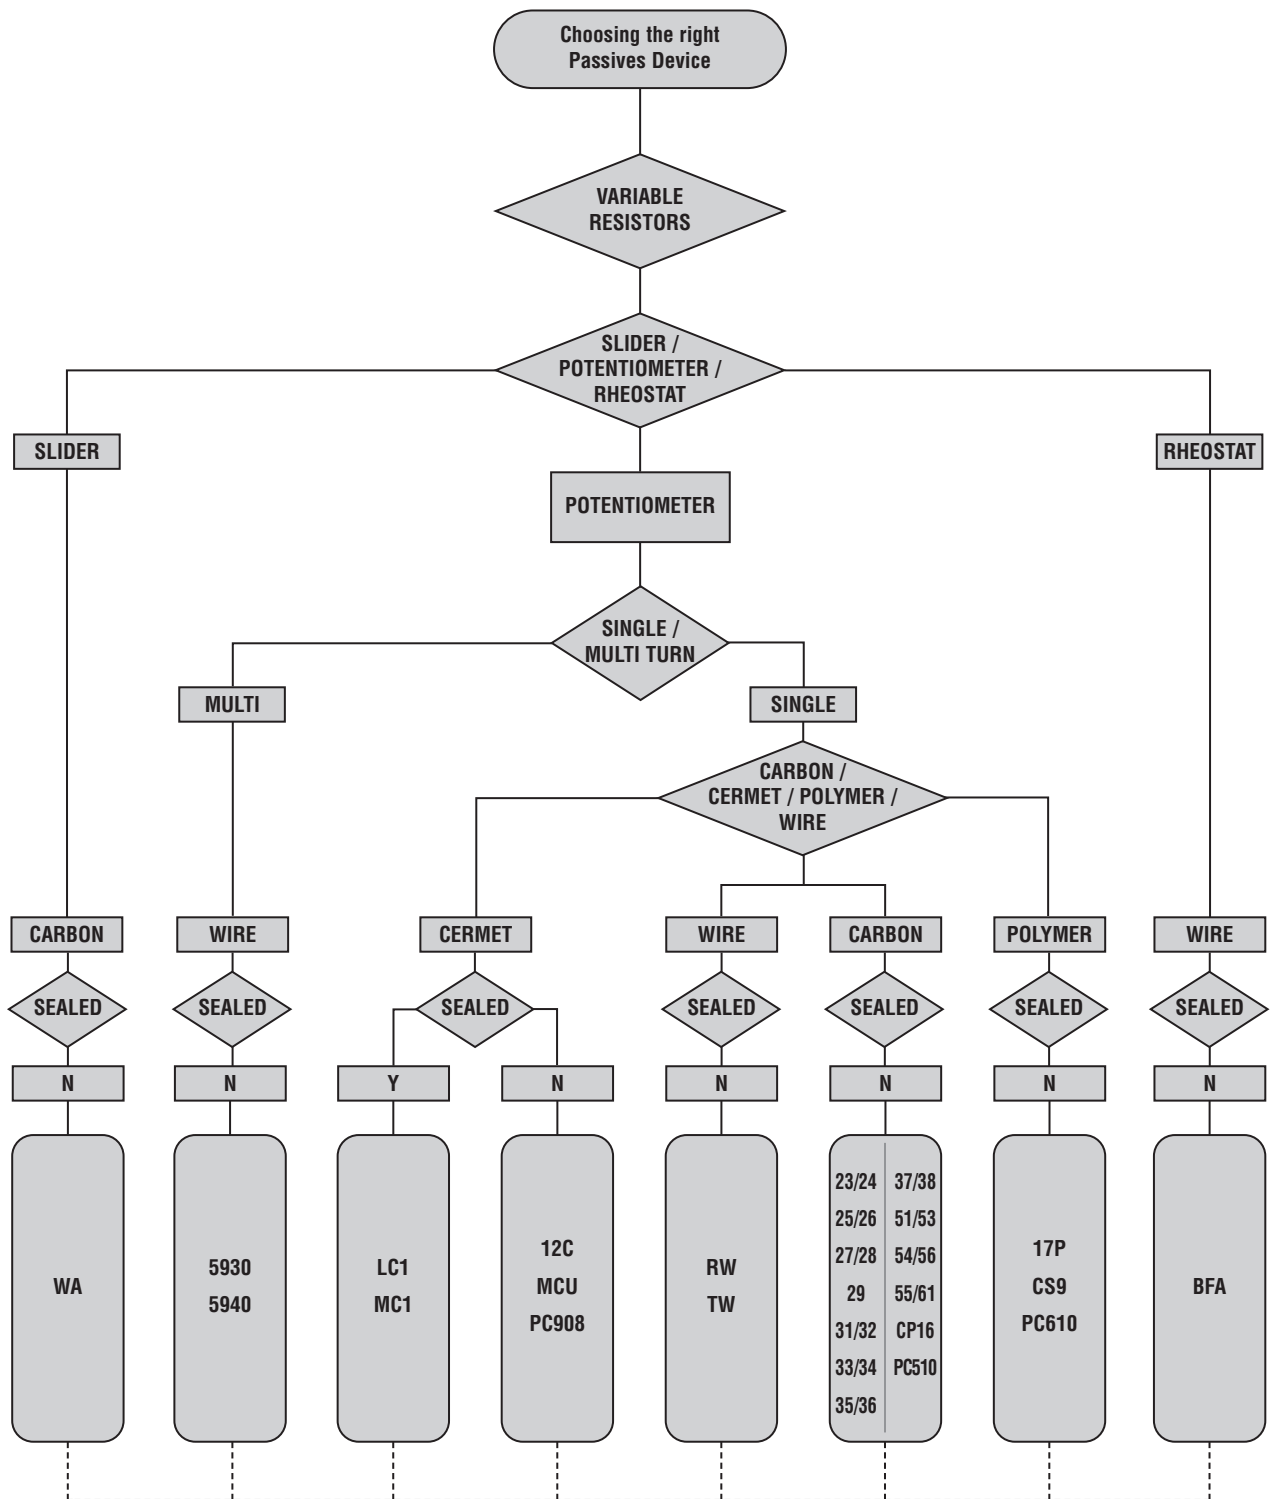 Choosing the right
Passives Device
VARIABLE
RESISTORS
SLIDER /
POTENTIOMETER /
RHEOSTAT
SLIDER
RHEOSTAT
POTENTIOMETER
SINGLE /
MULTI TURN
MULTI
SINGLE
CARBON /
CERMET / POLYMER /
WIRE
CARBON
WIRE
CERMET
WIRE
CARBON
POLYMER
WIRE
SEALED
SEALED
SEALED
SEALED
SEALED
SEALED
SEALED
N
N
Y
N
N
N
N
N
WA
5930
5940
LC1
MC1
12C
MCU
PC908
RW
TW
23/24
25/26
27/28
29
31/32
33/34
35/36
37/38
51/53
54/56
55/61
CP16
PC510
17P
CS9
PC610
BFA